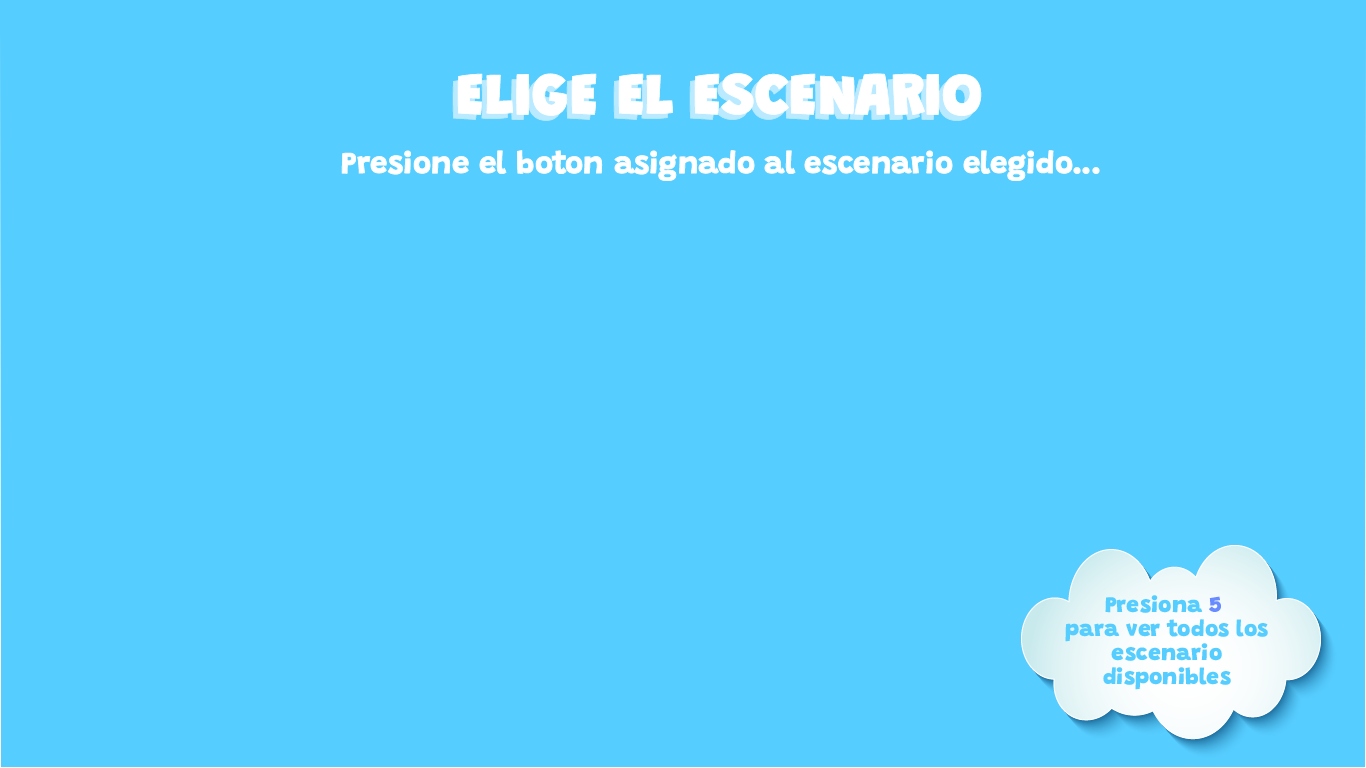 ELIGE EL ESCENARIO
Presione el boton asignado al escenario elegido...
Presiona 5
para ver todos los
escenario
disponibles